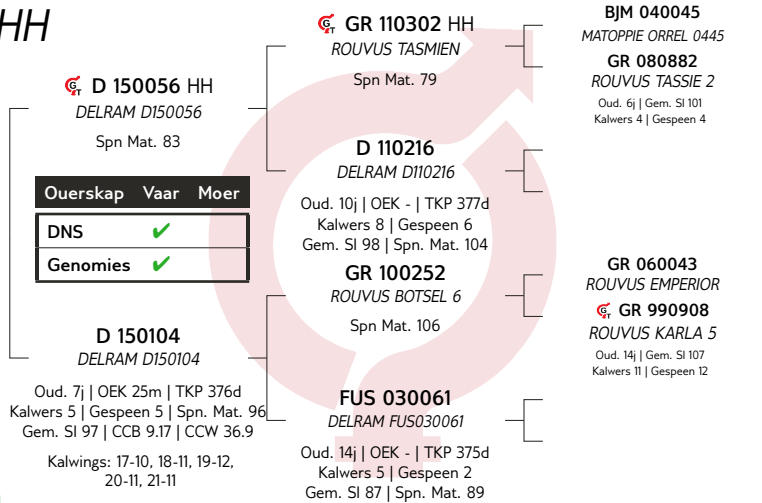 HH
D 150056 HH
DELRAM D150056
Spn Mat. 83
Ouerskap Vaar Moer
DNS ✔
Genomies ✔
D 150104
DELRAM D150104
Oud. 7j | OEK 25m | TKP 376d
Kalwers 5 | Gespeen 5 | Spn. Mat. 96
Gem. SI 97 | CCB 9.17 | CCW 36.9
Kalwings: 17-10, 18-11, 19-12,
20-11, 21-11
GR 110302 HH
ROUVUS TASMIEN
Spn Mat. 79
D 110216
DELRAM D110216
Oud. 10j | OEK - | TKP 377d
Kalwers 8 | Gespeen 6
Gem. SI 98 | Spn. Mat. 104
GR 100252
ROUVUS BOTSEL 6
Spn Mat. 106
FUS 030061
DELRAM FUS030061
Oud. 14j | OEK - | TKP 375d
Kalwers 5 | Gespeen 2
Gem. SI 87 | Spn. Mat. 89
BJM 040045
MATOPPIE ORREL 0445
GR 080882
ROUVUS TASSIE 2
Oud. 6j | Gem. SI 101
Kalwers 4 | Gespeen 4
GR 060043
ROUVUS EMPERIOR
GR 990908
ROUVUS KARLA 5
Oud. 14j | Gem. SI 107
Kalwers 11 | Gespeen 12